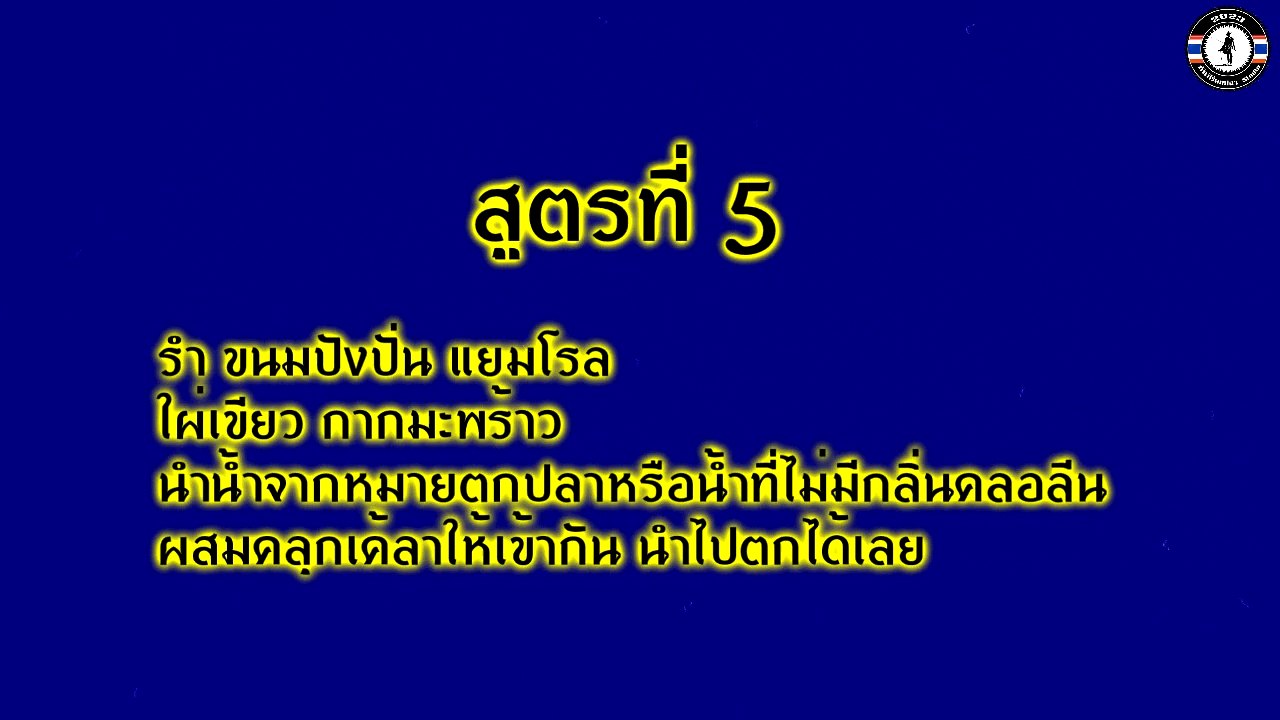 2023
สูตรที่ 5
รำ ขนมปังปั่น แยมโรล
ใผ่เขียว กากมะพร้าว
นำน้ำจากหมายตกปลาหรือน้ำที่ไม่มีกลิ่นคลอลีน
ผสมคลุกเค้ลาให้เข้ากัน นำไปตกได้เลย